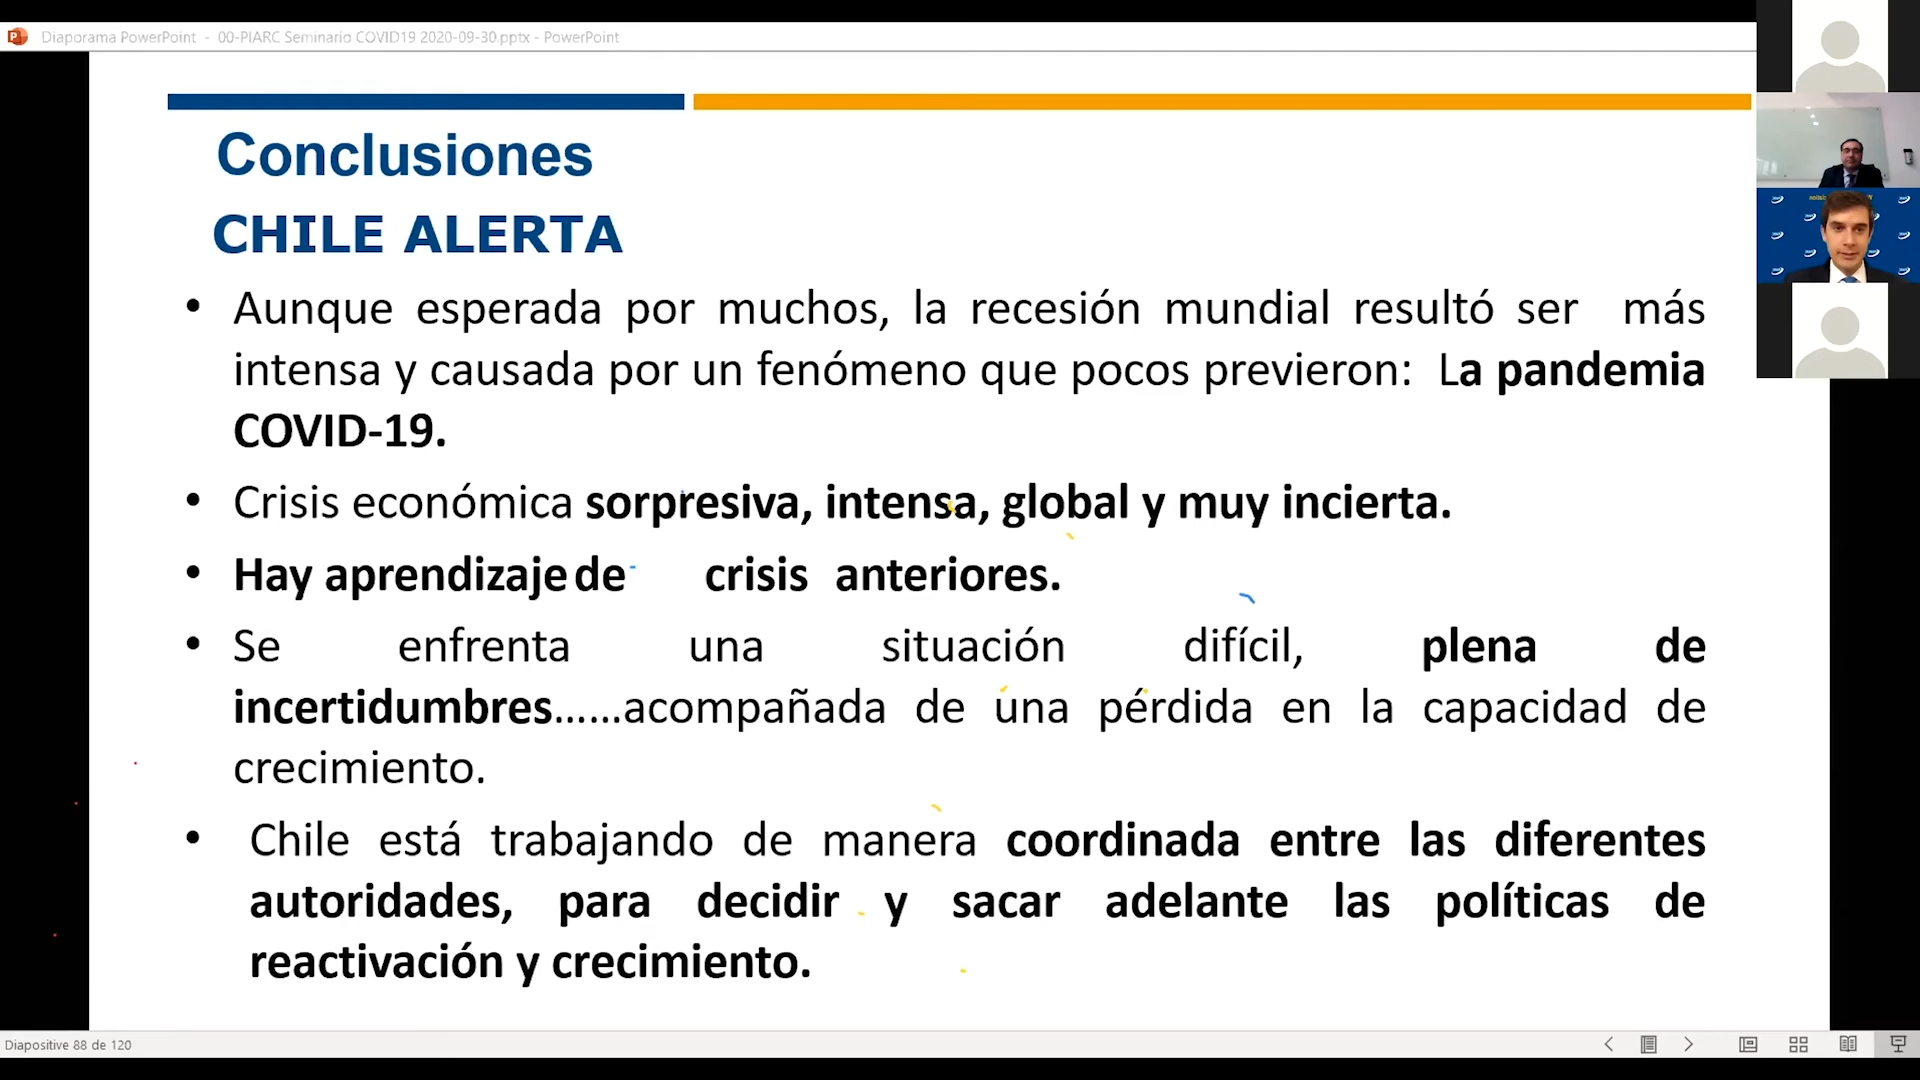 Diaporama PowerPoint - 00-PIARC Seminario COVID19 2020-09-30.pptx - PowerPoint
Conclusiones
CHILE ALERTA
• Aunque esperada por muchos, la recesión mundial resultó ser más
intensa y causada por un fenómeno que pocos previeron: La pandemia
COVID-19.
• Crisis económica sorpresiva, intensa, global y muy incierta.
• Hay aprendizaje de crisis anteriores.
• Se enfrenta una situación difícil, plena de
incertidumbres......acompañada de una pérdida en la capacidad de
crecimiento.
• Chile está trabajando de manera coordinada entre las diferentes
autoridades, para decidir y sacar adelante las políticas de
reactivación y crecimiento.
Diapositive 88 de 120